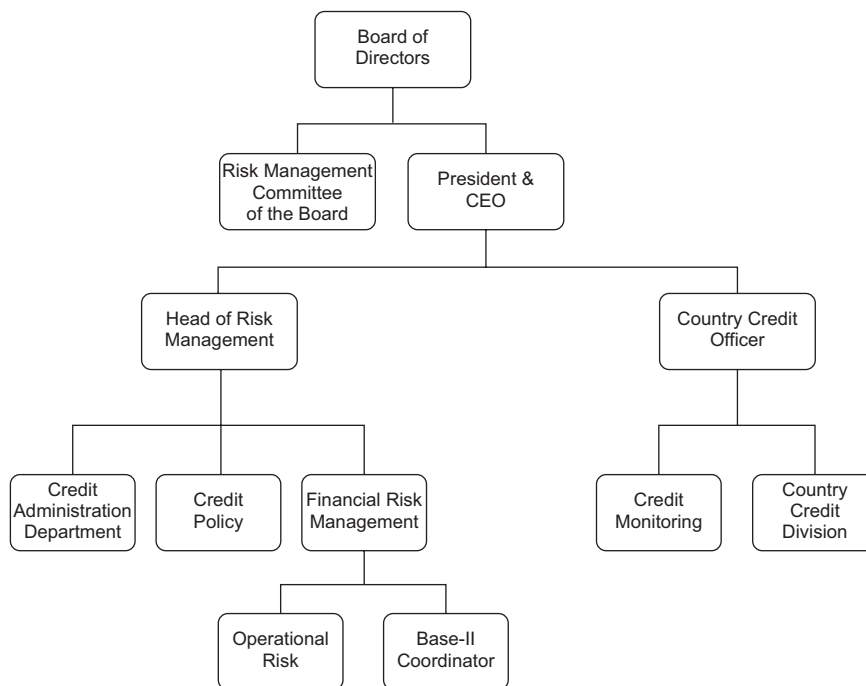 Board of
Directors
Risk Management
Committee
of the Board
President &
CEO
Head of Risk
Management
Country Credit
Officer
Credit
Administration
Department
Credit
Policy
Financial Risk
Management
Credit
Monitoring
Country
Credit
Division
Operational
Risk
Base-II
Coordinator